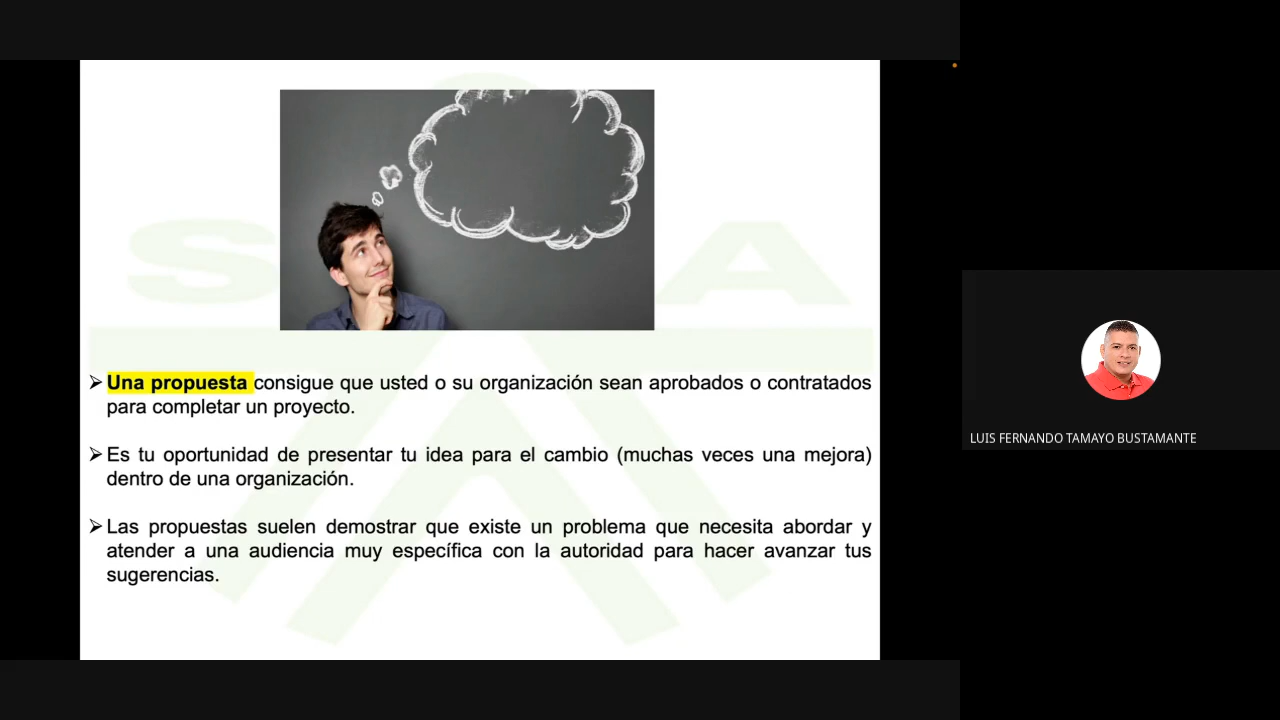 ➢ Una propuesta consigue que usted o su organización sean aprobados o contratados
para completar un proyecto.
➢ Es tu oportunidad de presentar tu idea para el cambio (muchas veces una mejora)
dentro de una organización.
➢ Las propuestas suelen demostrar que existe un problema que necesita abordar y
atender a una audiencia muy específica con la autoridad para hacer avanzar tus
sugerencias.
LUIS FERNANDO TAMAYO BUSTAMANTE